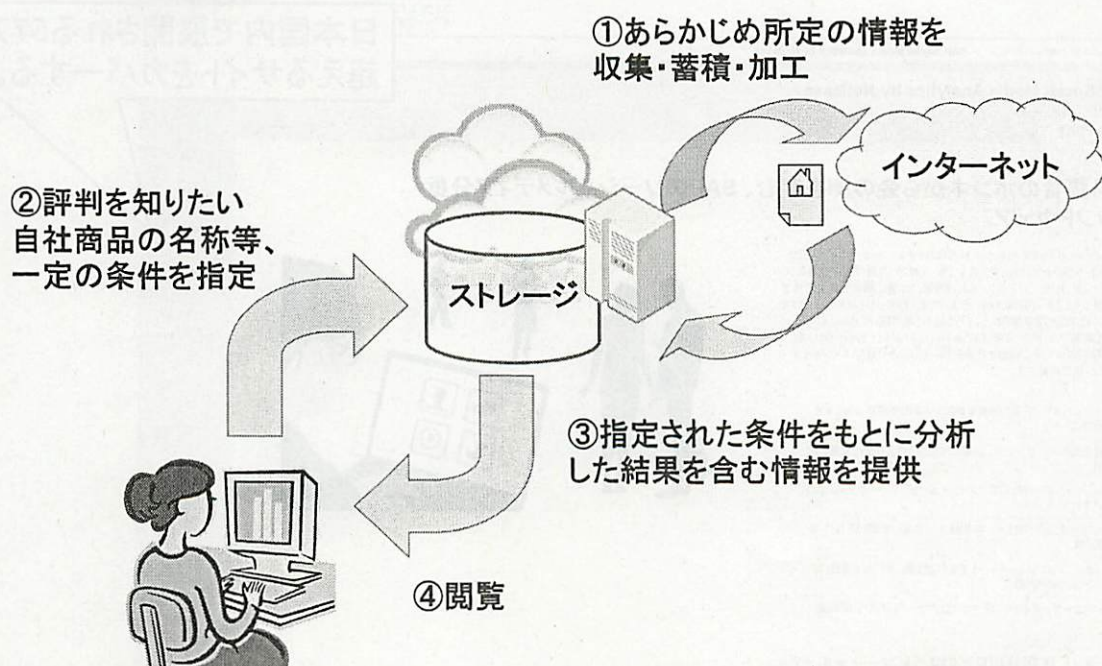 ①あらかじめ所定の情報を
収集・蓄積・加工
インターネット
②評判を知りたい
自社商品の名称等、
一定の条件を指定
ストレージ
③指定された条件をもとに分析
した結果を含む情報を提供
④閲覧